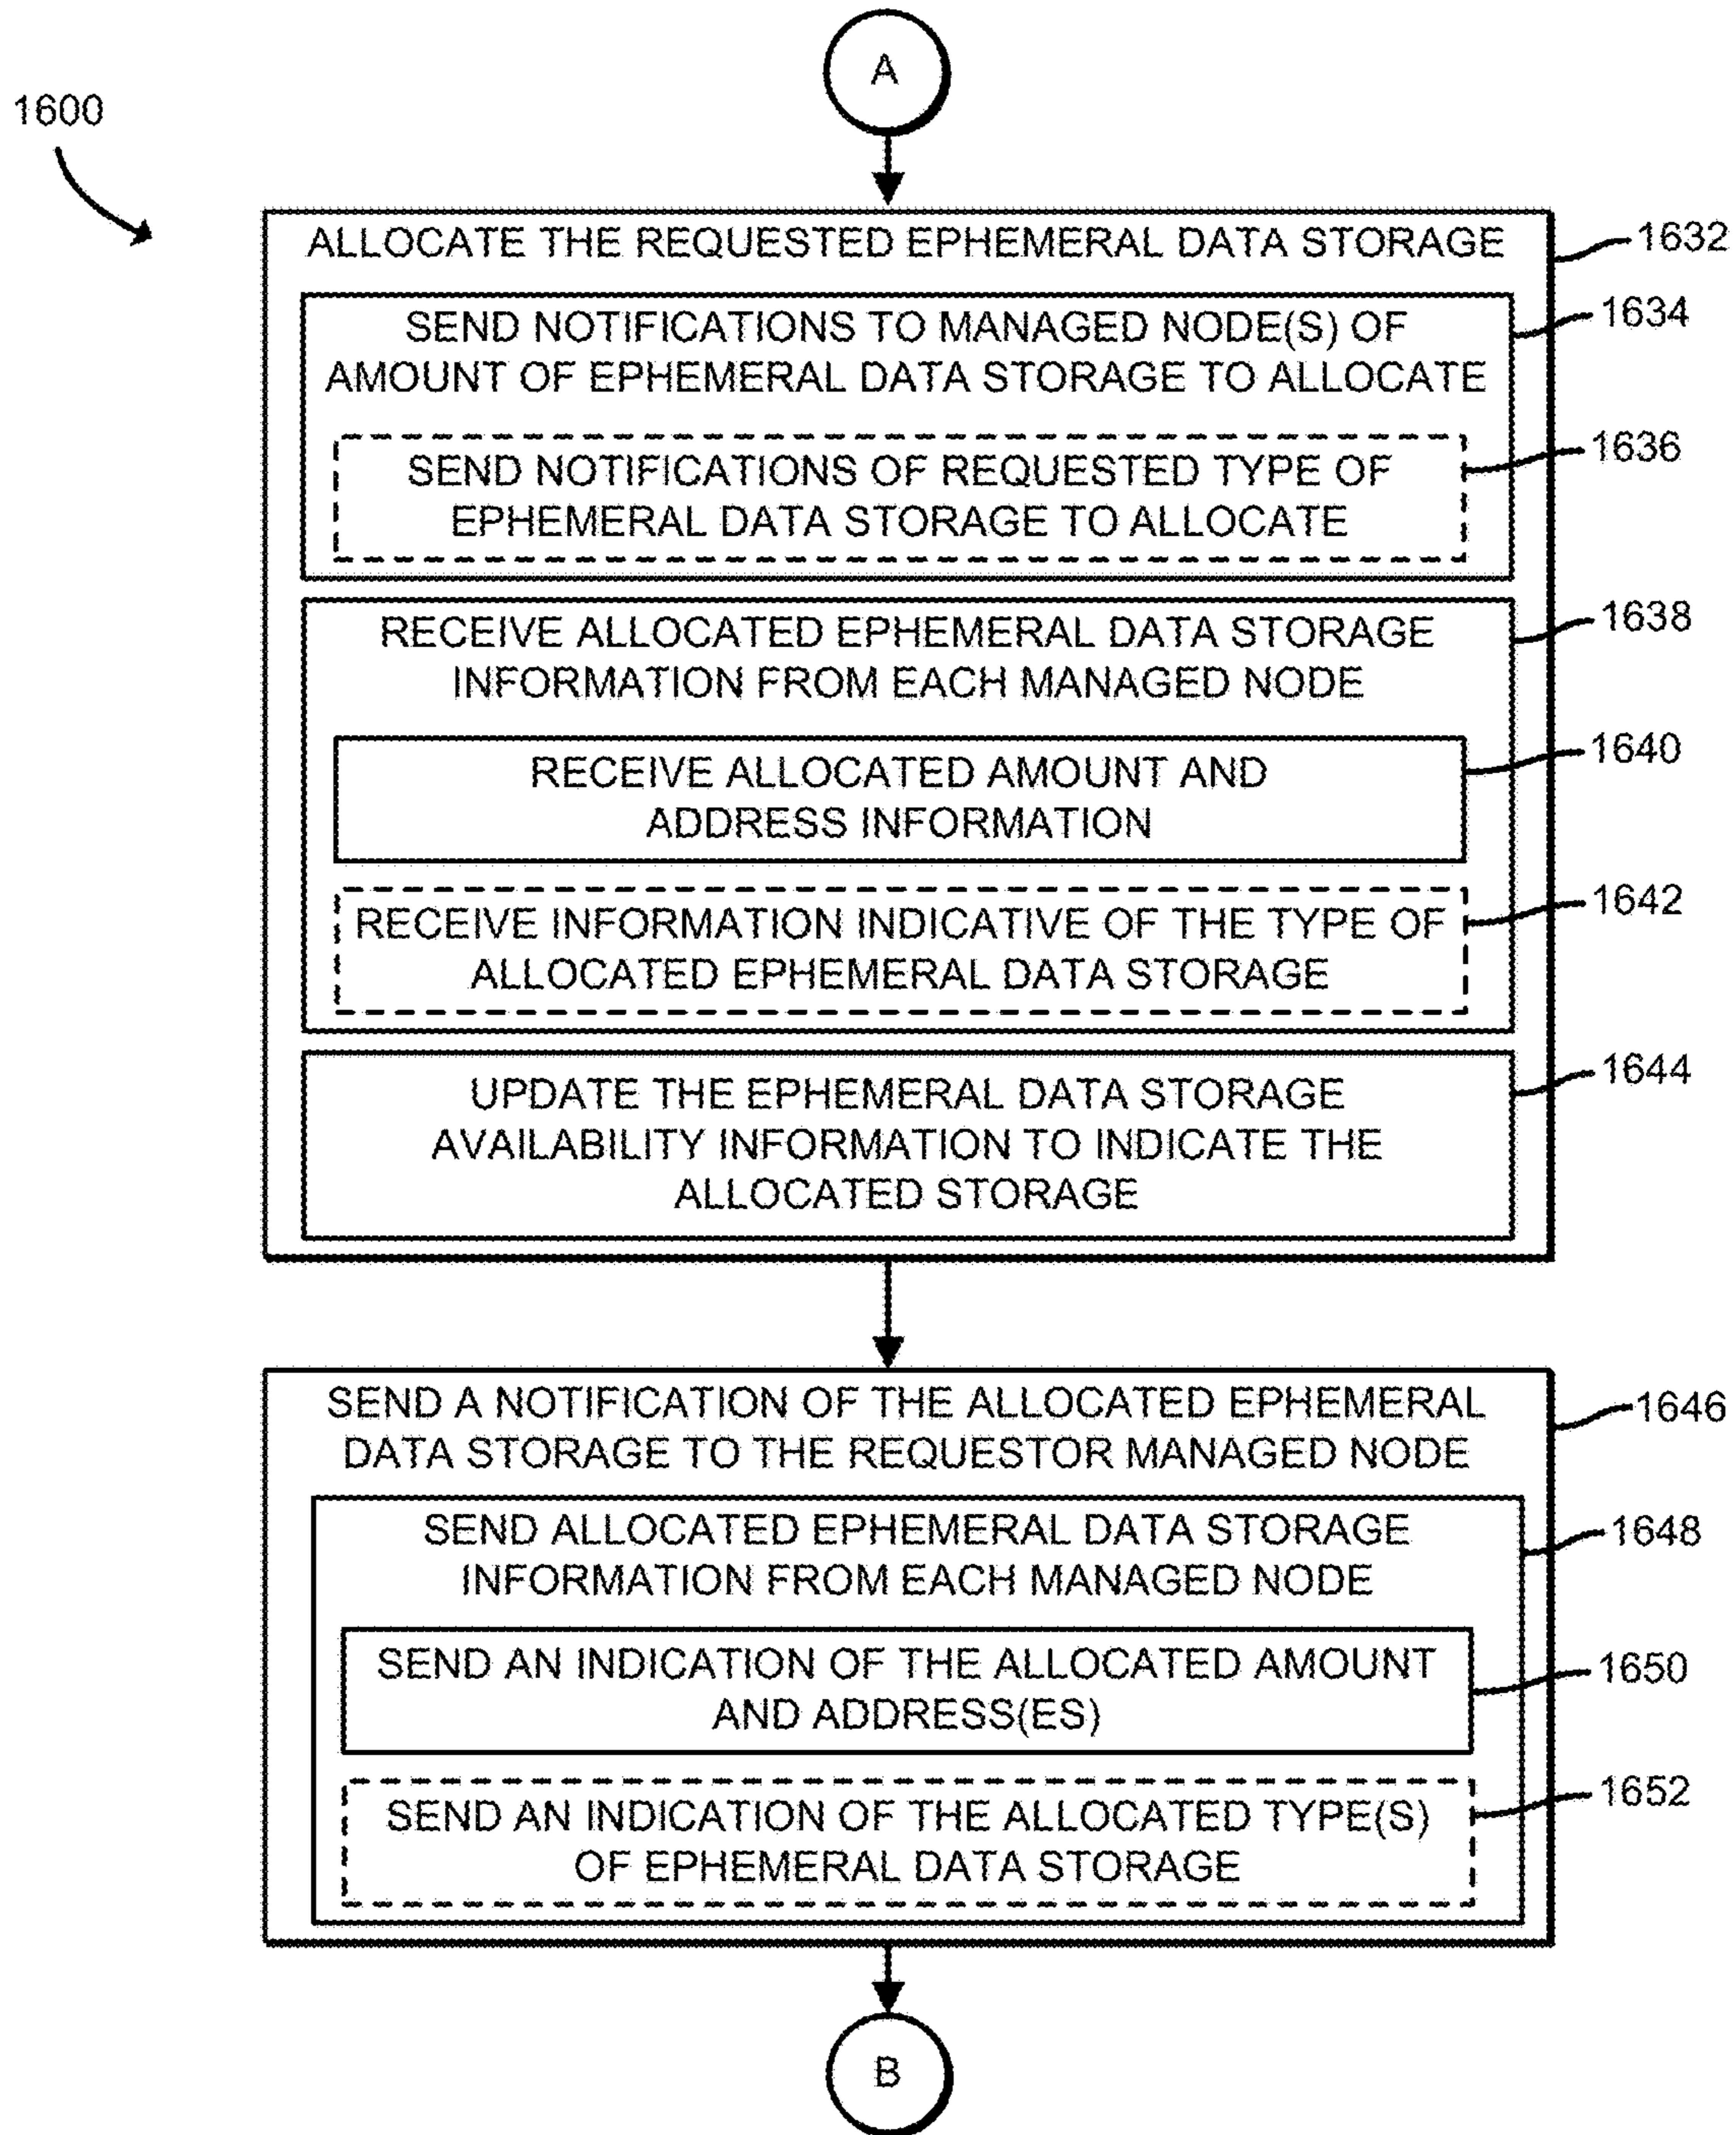 A
1600
ALLOCATE THE REQUESTED EPHEMERAL DATA STORAGE
1632
SEND NOTIFICATIONS TO MANAGED NODE(S) OF
AMOUNT OF EPHEMERAL DATA STORAGE TO ALLOCATE
1634
SEND NOTIFICATIONS OF REQUESTED TYPE OF
EPHEMERAL DATA STORAGE TO ALLOCATE
1636
RECEIVE ALLOCATED EPHEMERAL DATA STORAGE
INFORMATION FROM EACH MANAGED NODE
1638
RECEIVE ALLOCATED AMOUNT AND
ADDRESS INFORMATION
1640
RECEIVE INFORMATION INDICATIVE OF THE TYPE OF
ALLOCATED EPHEMERAL DATA STORAGE
1642
UPDATE THE EPHEMERAL DATA STORAGE
AVAILABILITY INFORMATION TO INDICATE THE
ALLOCATED STORAGE
1644
SEND A NOTIFICATION OF THE ALLOCATED EPHEMERAL
DATA STORAGE TO THE REQUESTOR MANAGED NODE
1646
SEND ALLOCATED EPHEMERAL DATA STORAGE
INFORMATION FROM EACH MANAGED NODE
1648
SEND AN INDICATION OF THE ALLOCATED AMOUNT
AND ADDRESS(ES)
1650
SEND AN INDICATION OF THE ALLOCATED TYPE(S)
OF EPHEMERAL DATA STORAGE
1652
B